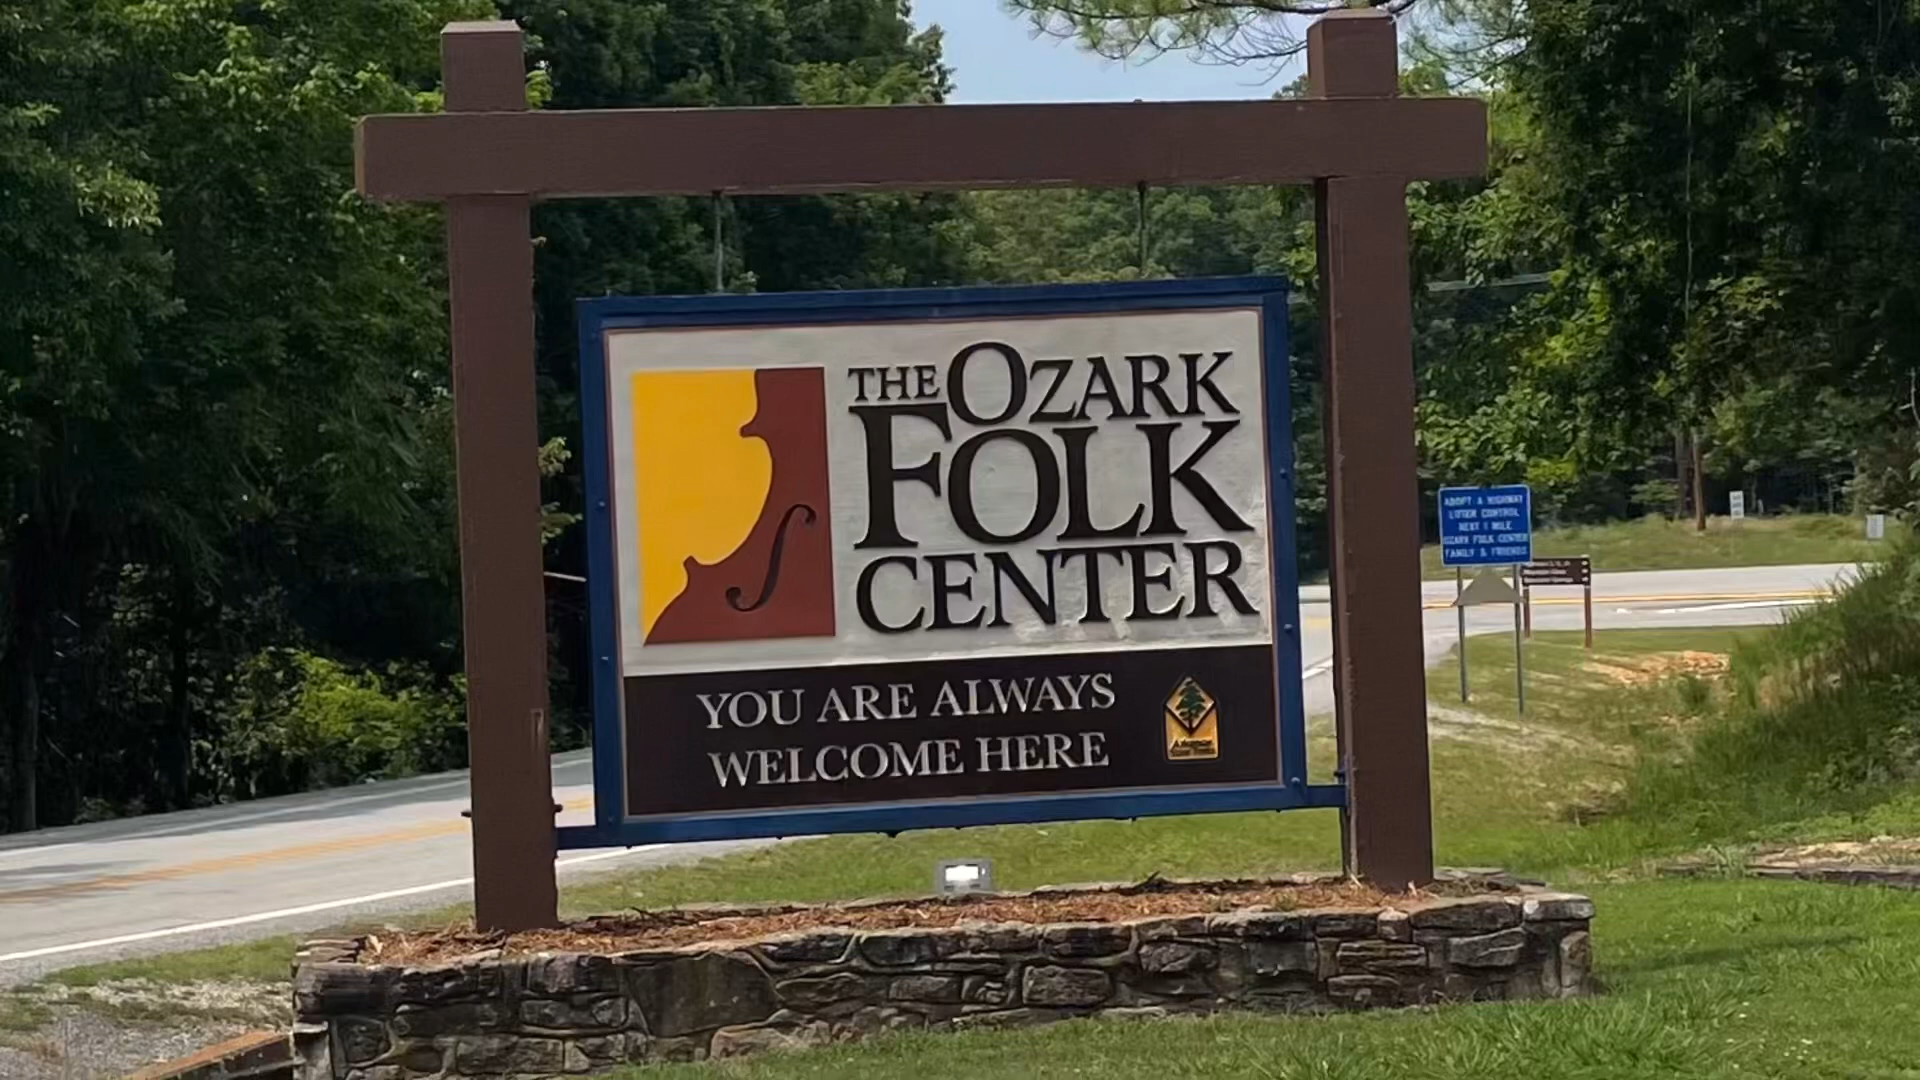 THE OZARK
FOLK
CENTER
YOU ARE ALWAYS
WELCOME HERE
ADOPT A HIGHWAY
LITTER CONTROL
NEXT 1 MILE
OZARK FOLK CENTER
FAMILY & FRIENDS